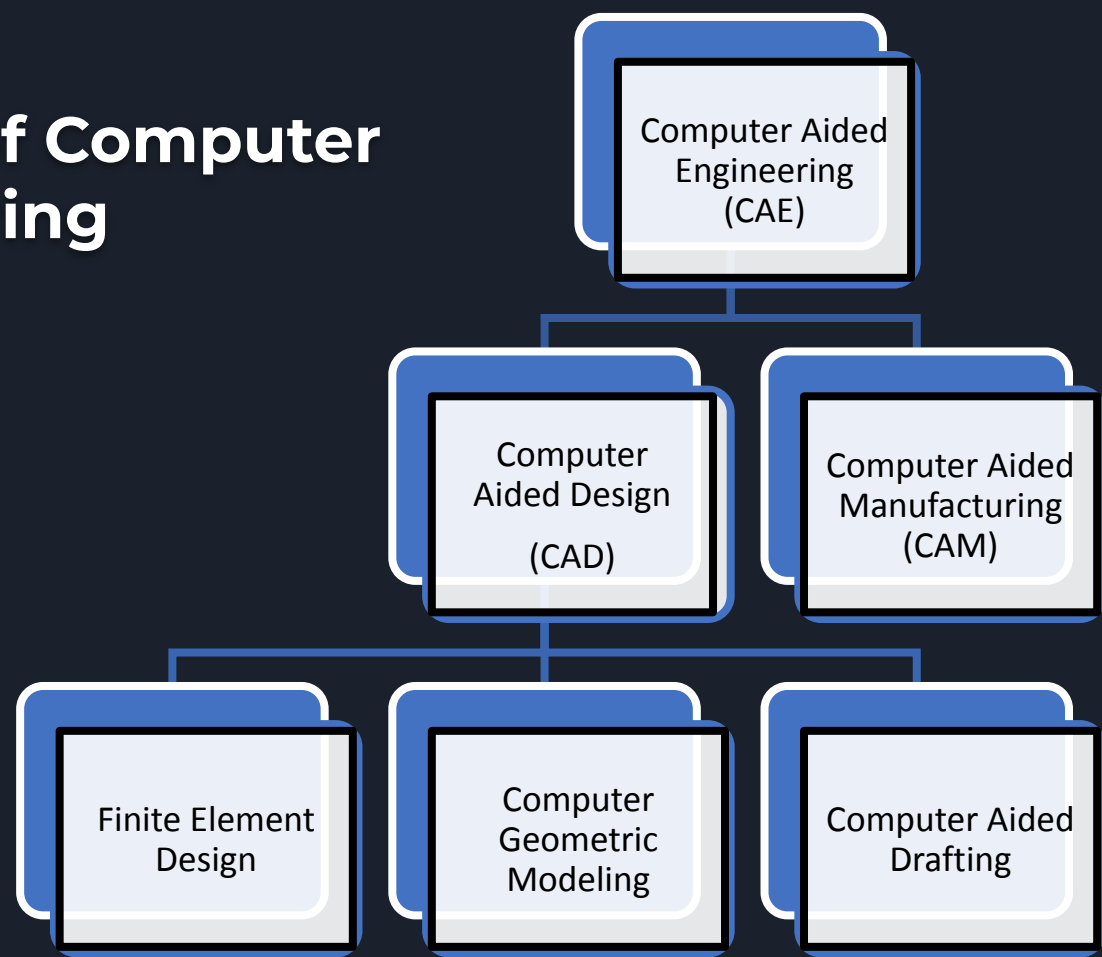 f Computer
ing
Computer Aided
Engineering
(CAE)
Computer
Aided Design
(CAD)
Computer Aided
Manufacturing
(CAM)
Finite Element
Design
Computer
Geometric
Modeling
Computer Aided
Drafting